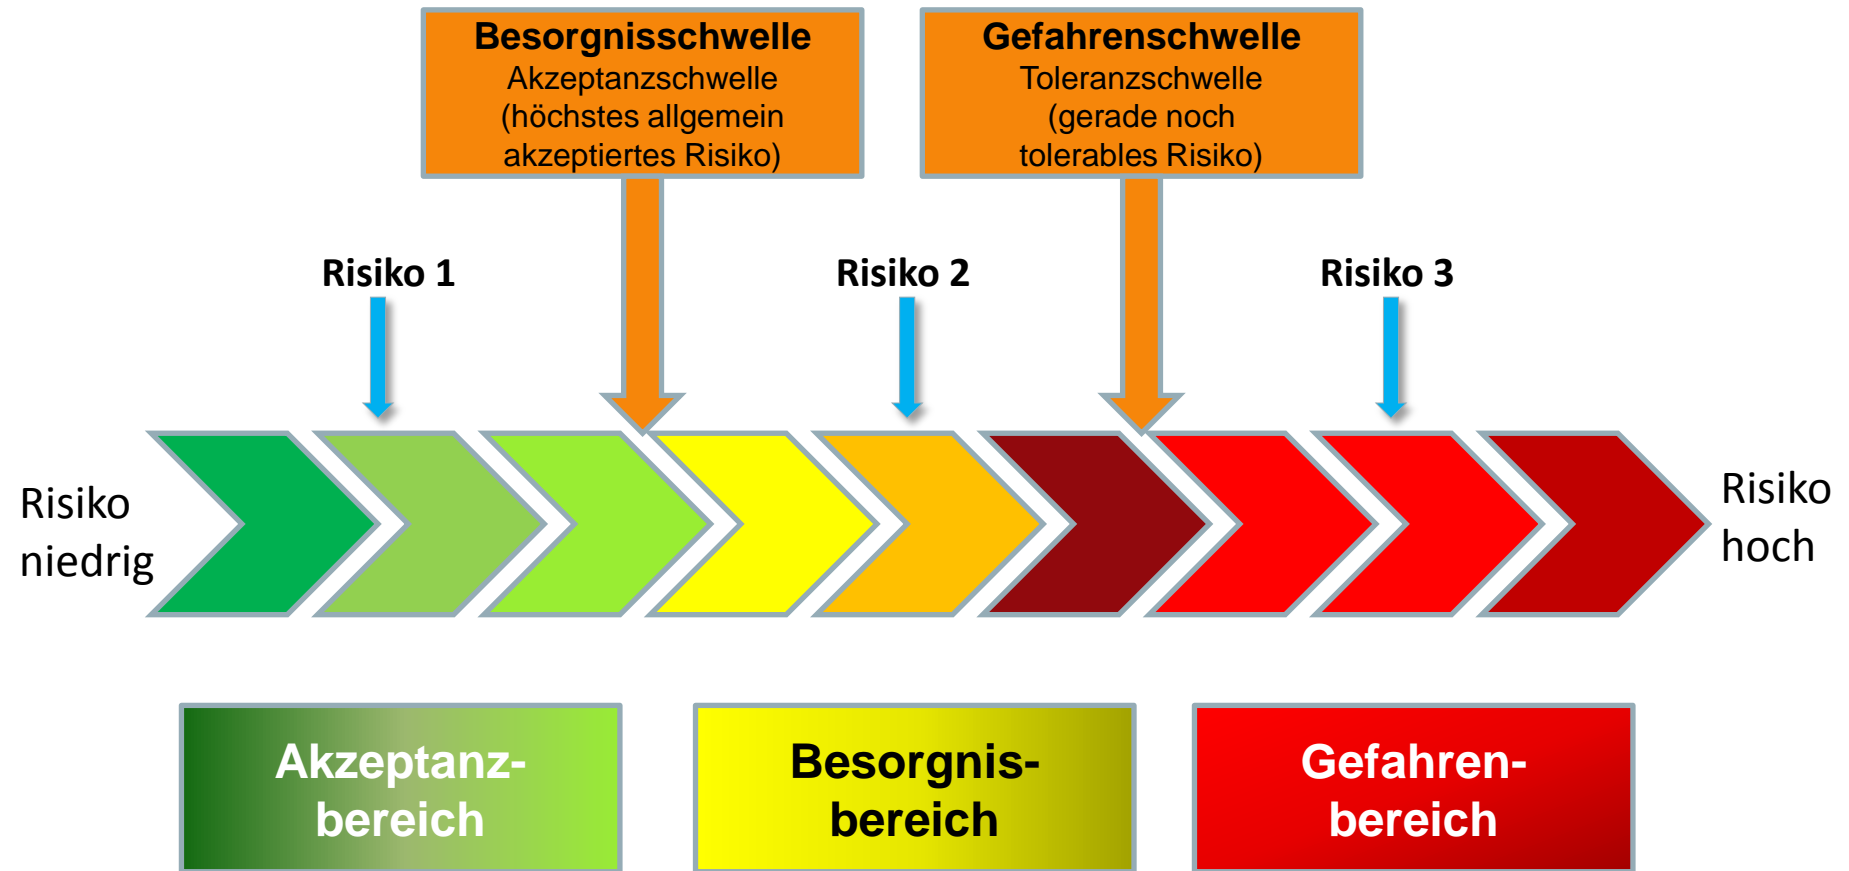 Besorgnisschwelle
Akzeptanzschwelle
(höchstes allgemein
akzeptiertes Risiko)
Gefahrenschwelle
Toleranzschwelle
(gerade noch
tolerables Risiko)
Risiko 1
Risiko 2
Risiko 3
Risiko
niedrig
Risiko
hoch
Akzeptanz-
bereich
Besorgnis-
bereich
Gefahren-
bereich